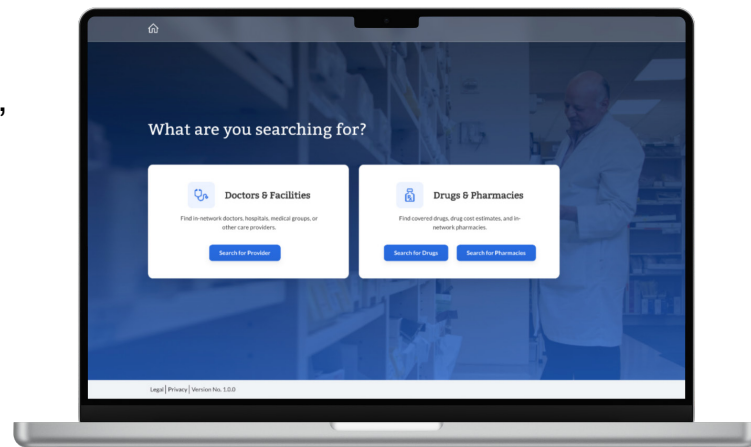 ,
What are you searching for?
Doctors & Facilities
Find in-network doctors, hospitals, medical groups, or
other care providers.
Search for Provider
Drugs & Pharmacies
Find covered drugs, drug cost estimates, and in-
network pharmacies.
Search for Drugs
Search for Pharmacies
Legal | Privacy | Version No. 1.0.0